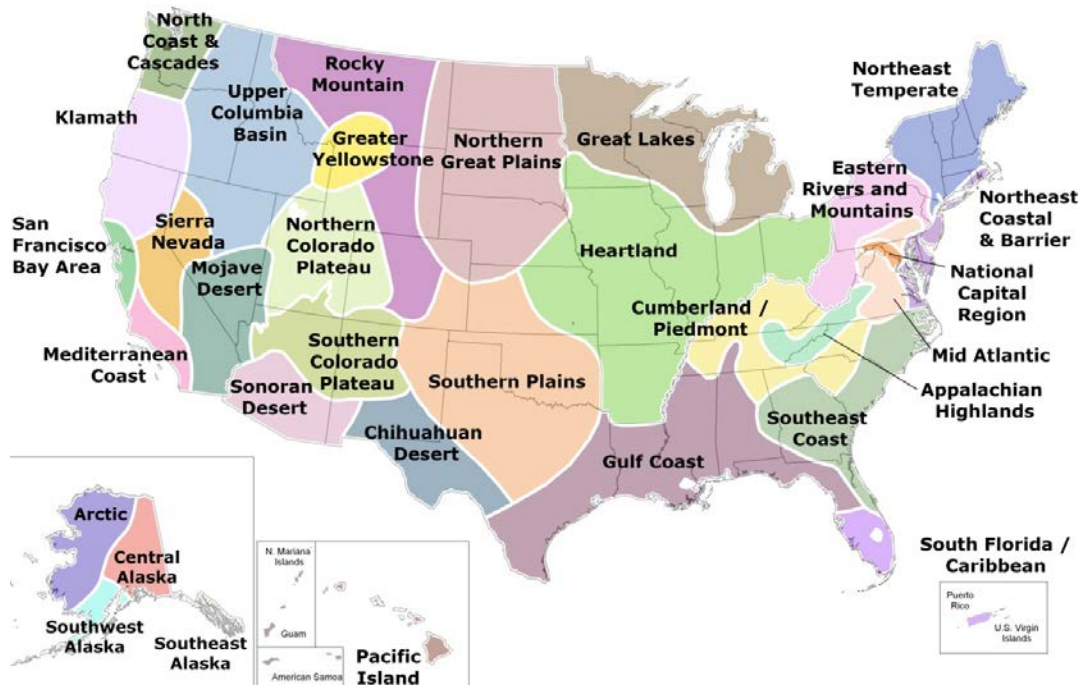 North
Coast &
Cascades
Klamath
Upper
Columbia
Basin
Rocky
Mountain
Greater
Yellowstone
Northern
Great Plains
Great Lakes
Northeast
Temperate
Eastern
Rivers and
Mountains
Northeast
Coastal
& Barrier
San
Francisco
Bay Area
Sierra
Nevada
Mojave
Desert
Northern
Colorado
Plateau
Heartland
National
Capital
Region
Cumberland /
Piedmont
Mid Atlantic
Mediterranean
Coast
Southern
Colorado
Plateau
Sonoran
Desert
Southern Plains
Appalachian
Highlands
Chihuahuan
Desert
Southeast
Coast
Gulf Coast
Arctic
Central
Alaska
Southwest
Alaska
Southeast
Alaska
N. Mariana
Islands
Guam
American Samoa
Pacific
Island
South Florida /
Caribbean
Puerto
Rico
U.S. Virgin
Islands